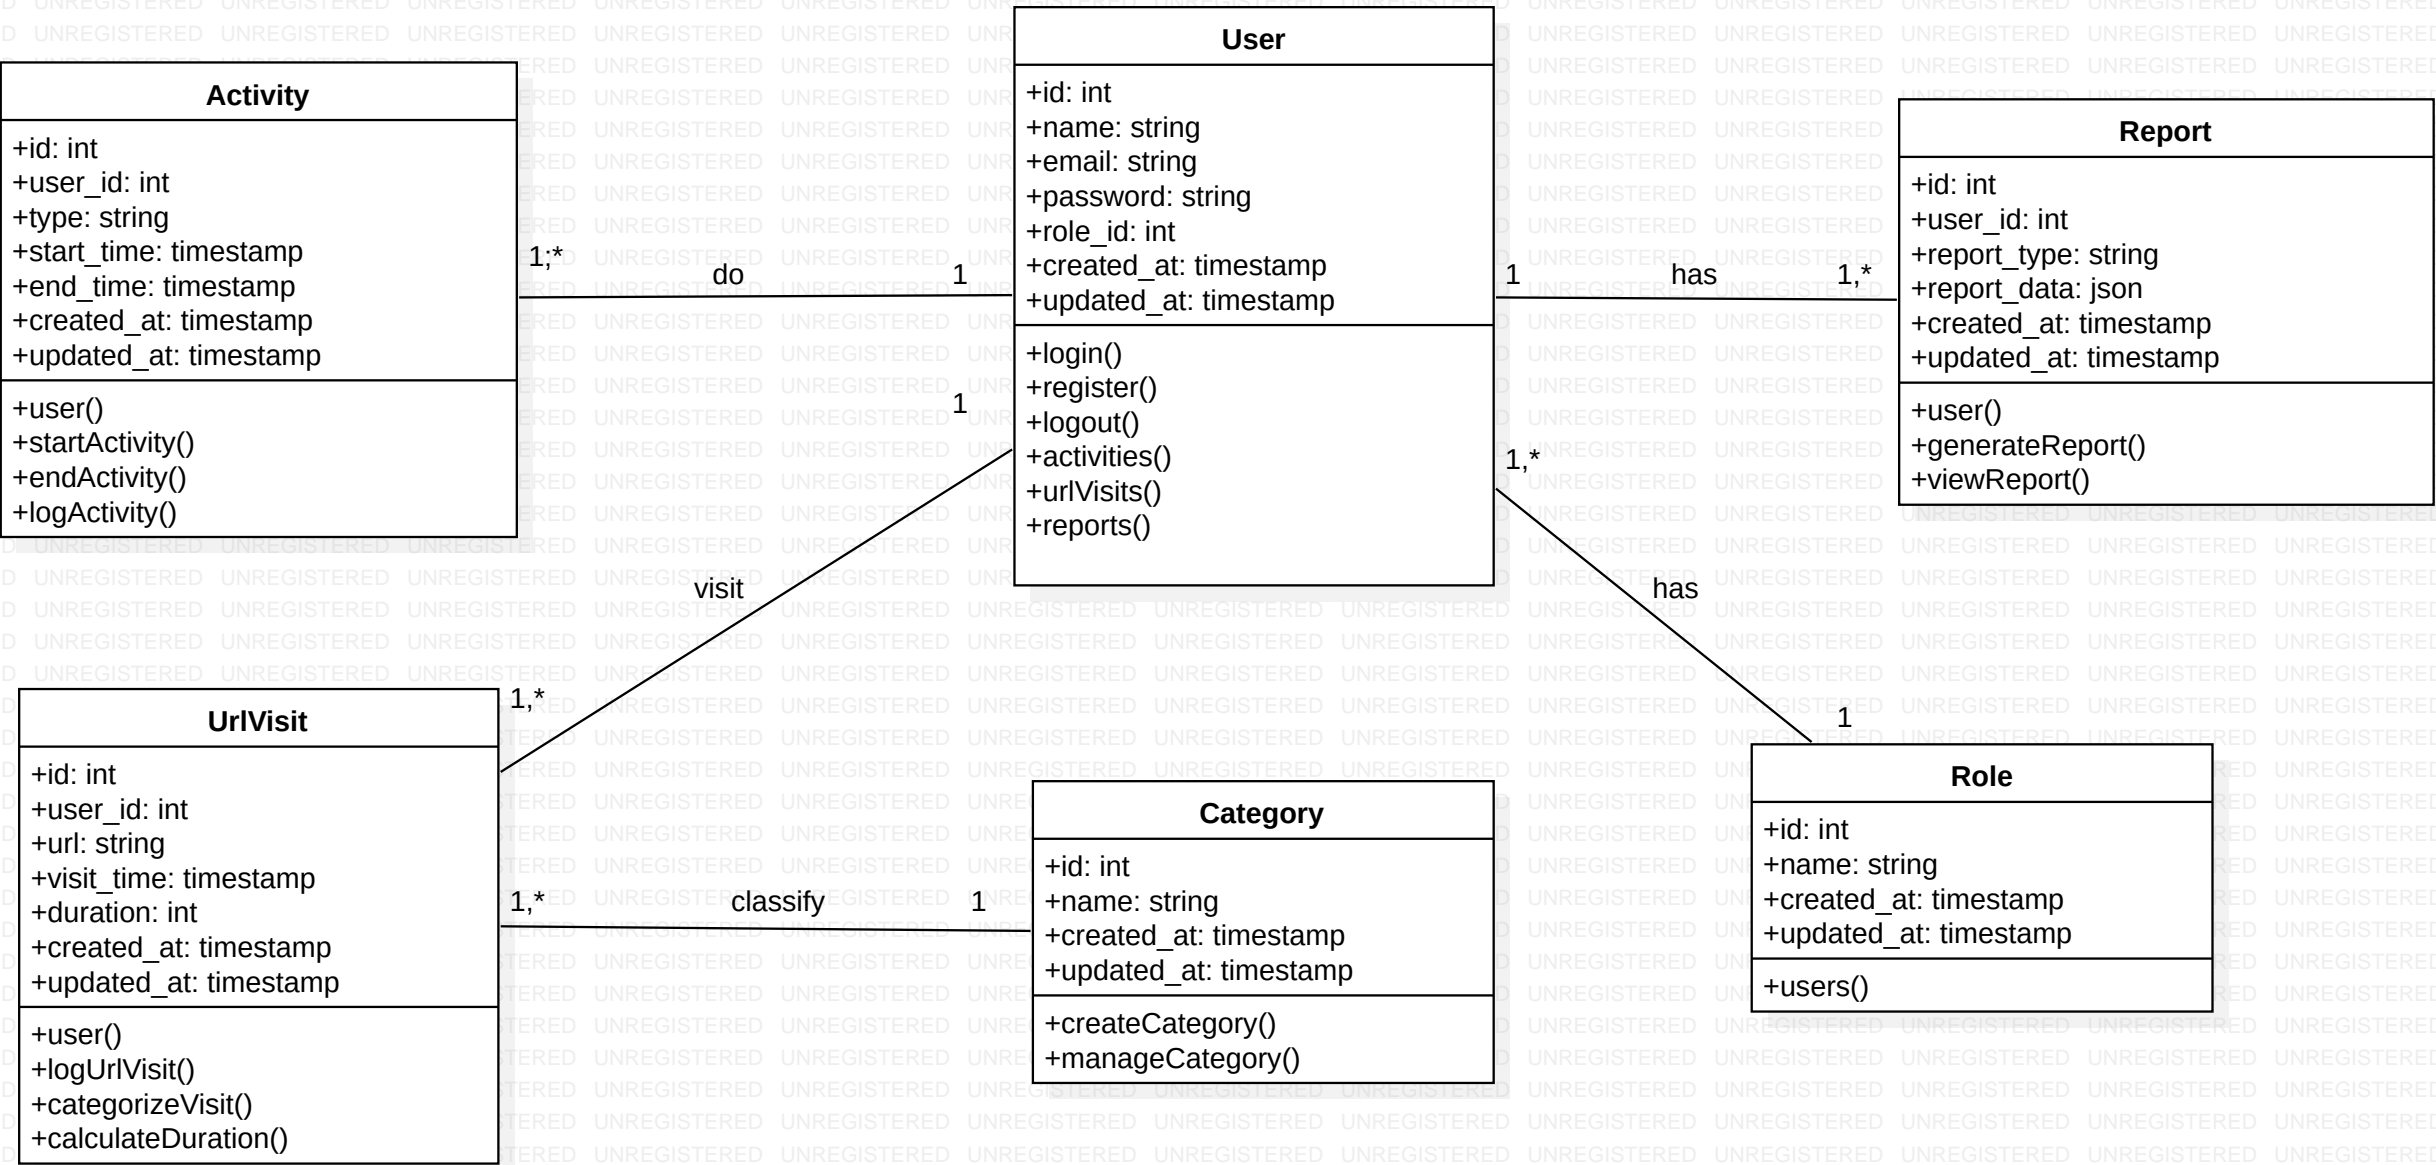 Activity
+id: int
+user_id: int
+type: string
+start_time: timestamp
+end_time: timestamp
+created_at: timestamp
+updated_at: timestamp
+user()
+startActivity()
+endActivity()
+logActivity()
1;*
do
1
User
+id: int
+name: string
+email: string
+password: string
+role_id: int
+created_at: timestamp
+updated_at: timestamp
+login()
+register()
+logout()
+activities()
+urlVisits()
+reports()
1
has
1,*
Report
+id: int
+user_id: int
+report_type: string
+report_data: json
+created_at: timestamp
+updated_at: timestamp
+user()
+generateReport()
+viewReport()
1
visit
1,*
1,*
has
1
UrlVisit
+id: int
+user_id: int
+url: string
+visit_time: timestamp
+duration: int
+created_at: timestamp
+updated_at: timestamp
+user()
+logUrlVisit()
+categorizeVisit()
+calculateDuration()
1,*
classify
1
Category
+id: int
+name: string
+created_at: timestamp
+updated_at: timestamp
+createCategory()
+manageCategory()
Role
+id: int
+name: string
+created_at: timestamp
+updated_at: timestamp
+users()
UNREGISTERED